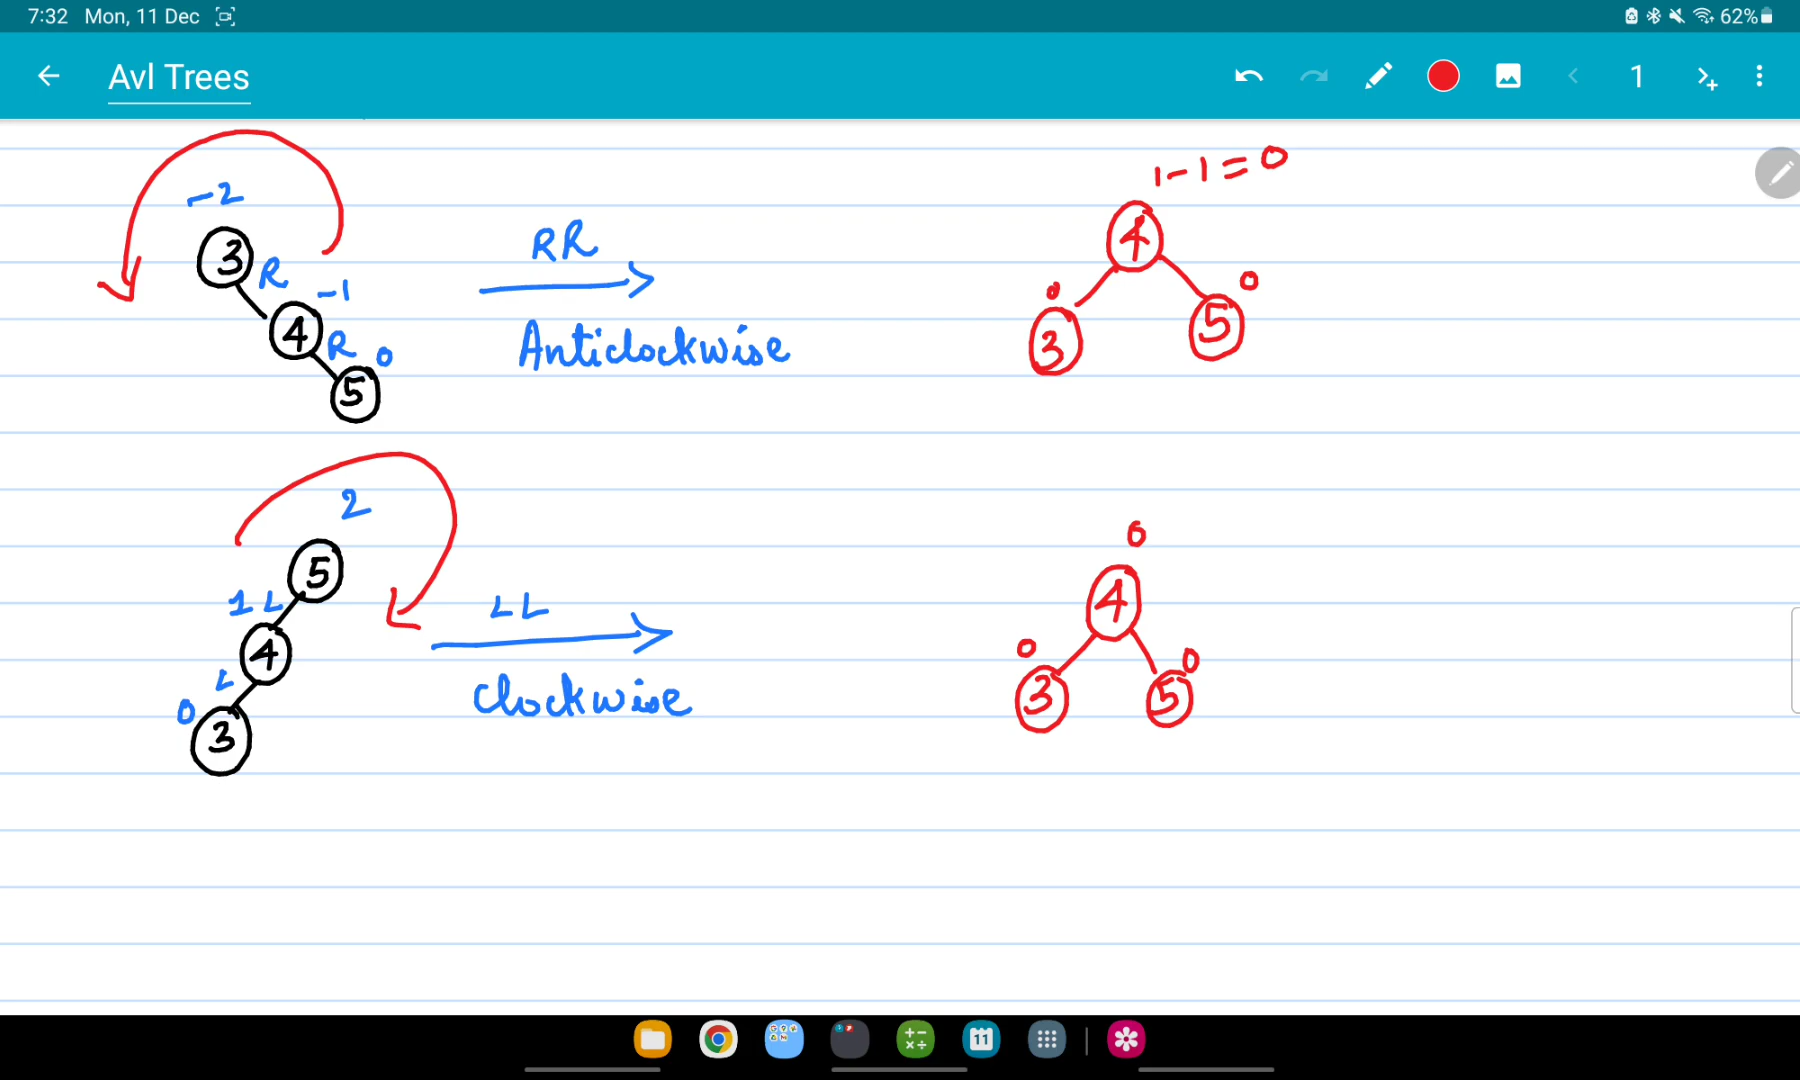 7:32 Mon, 11 Dec 62%
Avl Trees 1
1-1=0
-2
3 R -1
4 R 0
5
RR
Anticlockwise
4
0 0
3 5
2
5
1 L
4
L
0
3
LL
Clockwise
0
4
0 0
3 5
11